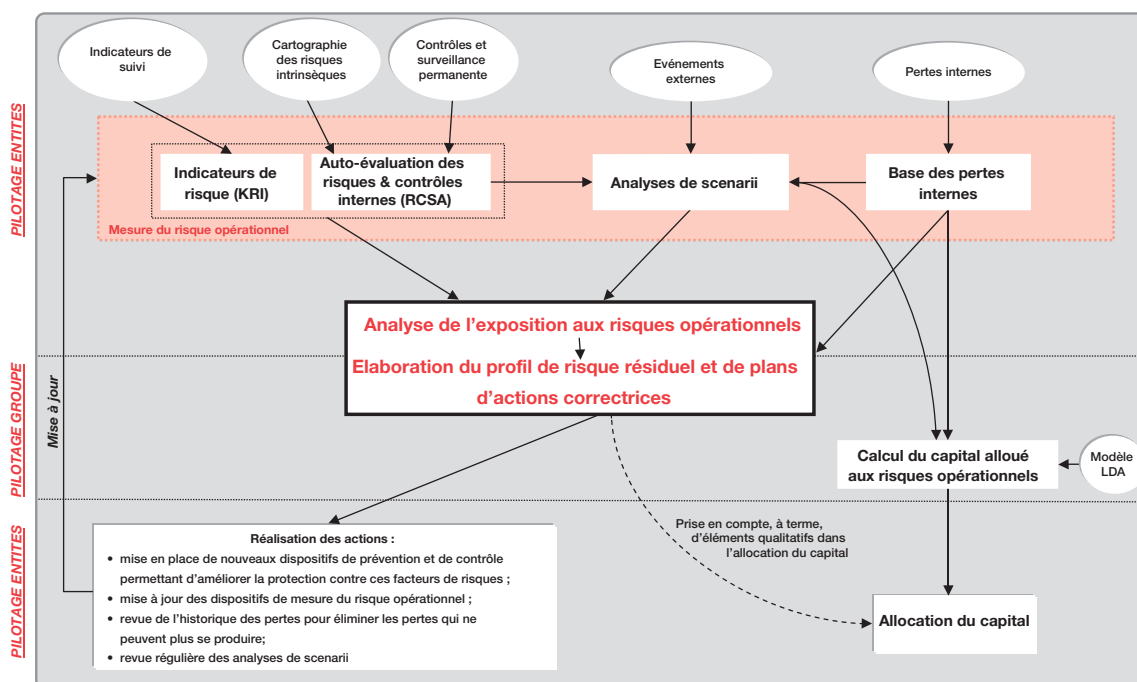 Indicateurs de
suivi
Cartographie
des risques
intrinsèques
Contrôles et
surveillance
permanente
Evénements
externes
Pertes internes
PILOTAGE ENTITES
Indicateurs de
risque (KRI)
Auto-évaluation des
risques & contrôles
internes (RCSA)
Analyses de scenarii
Base des pertes
internes
Mesure du risque opérationnel
Analyse de l’exposition aux risques opérationnels
Elaboration du profil de risque résiduel et de plans
d’actions correctrices
PILOTAGE GROUPE
Mise à jour
Calcul du capital alloué
aux risques opérationnels
Modèle
LDA
PILOTAGE ENTITES
Réalisation des actions :
• mise en place de nouveaux dispositifs de prévention et de contrôle
permettant d’améliorer la protection contre ces facteurs de risques ;
• mise à jour des dispositifs de mesure du risque opérationnel ;
• revue de l’historique des pertes pour éliminer les pertes qui ne
peuvent plus se produire;
• revue régulière des analyses de scenarii
Prise en compte, à terme,
d’éléments qualitatifs dans
l’allocation du capital
Allocation du capital